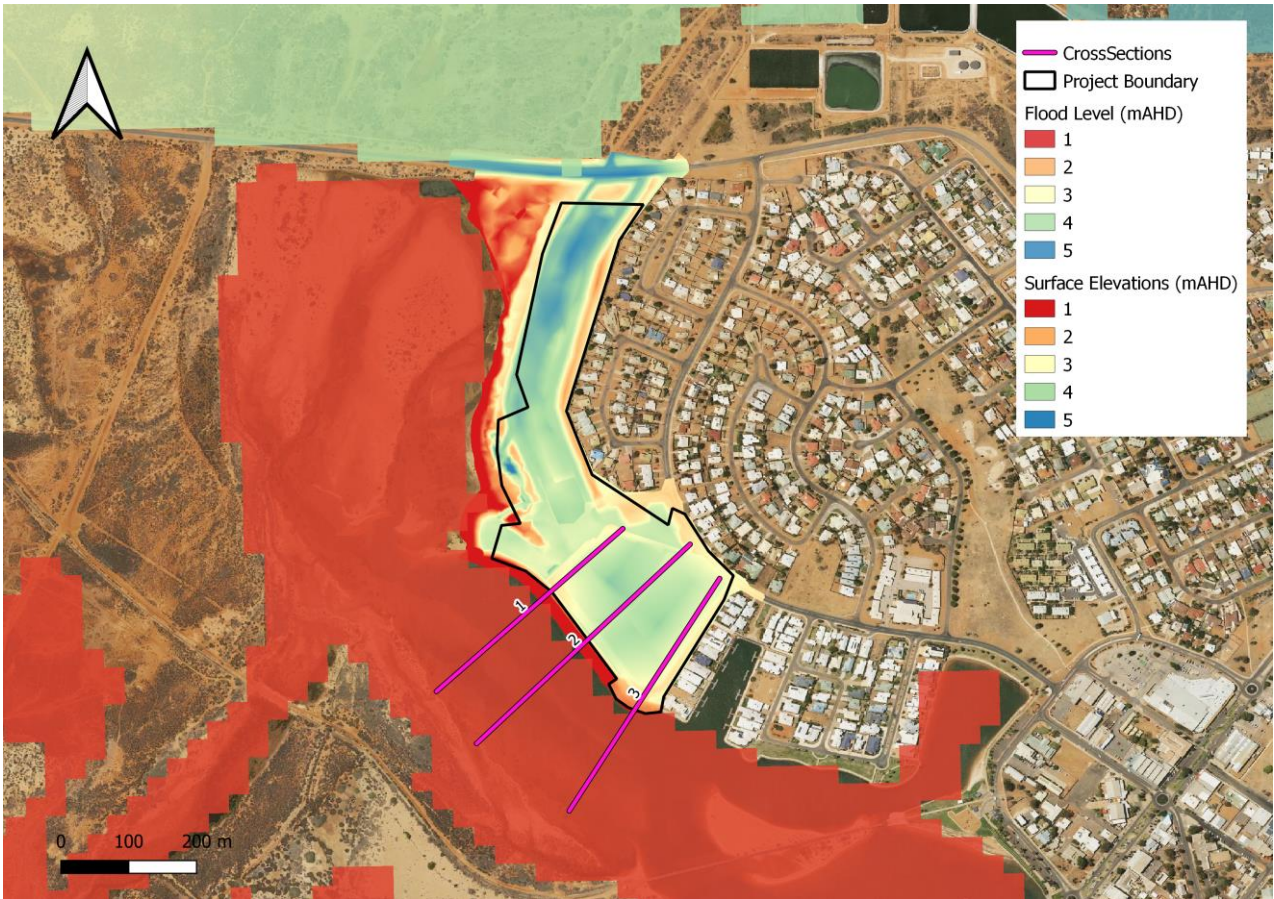 CrossSections
Project Boundary
Flood Level (mAHD)
1
2
3
4
5
Surface Elevations (mAHD)
1
2
3
4
5
1
2
3
0 100 200 m